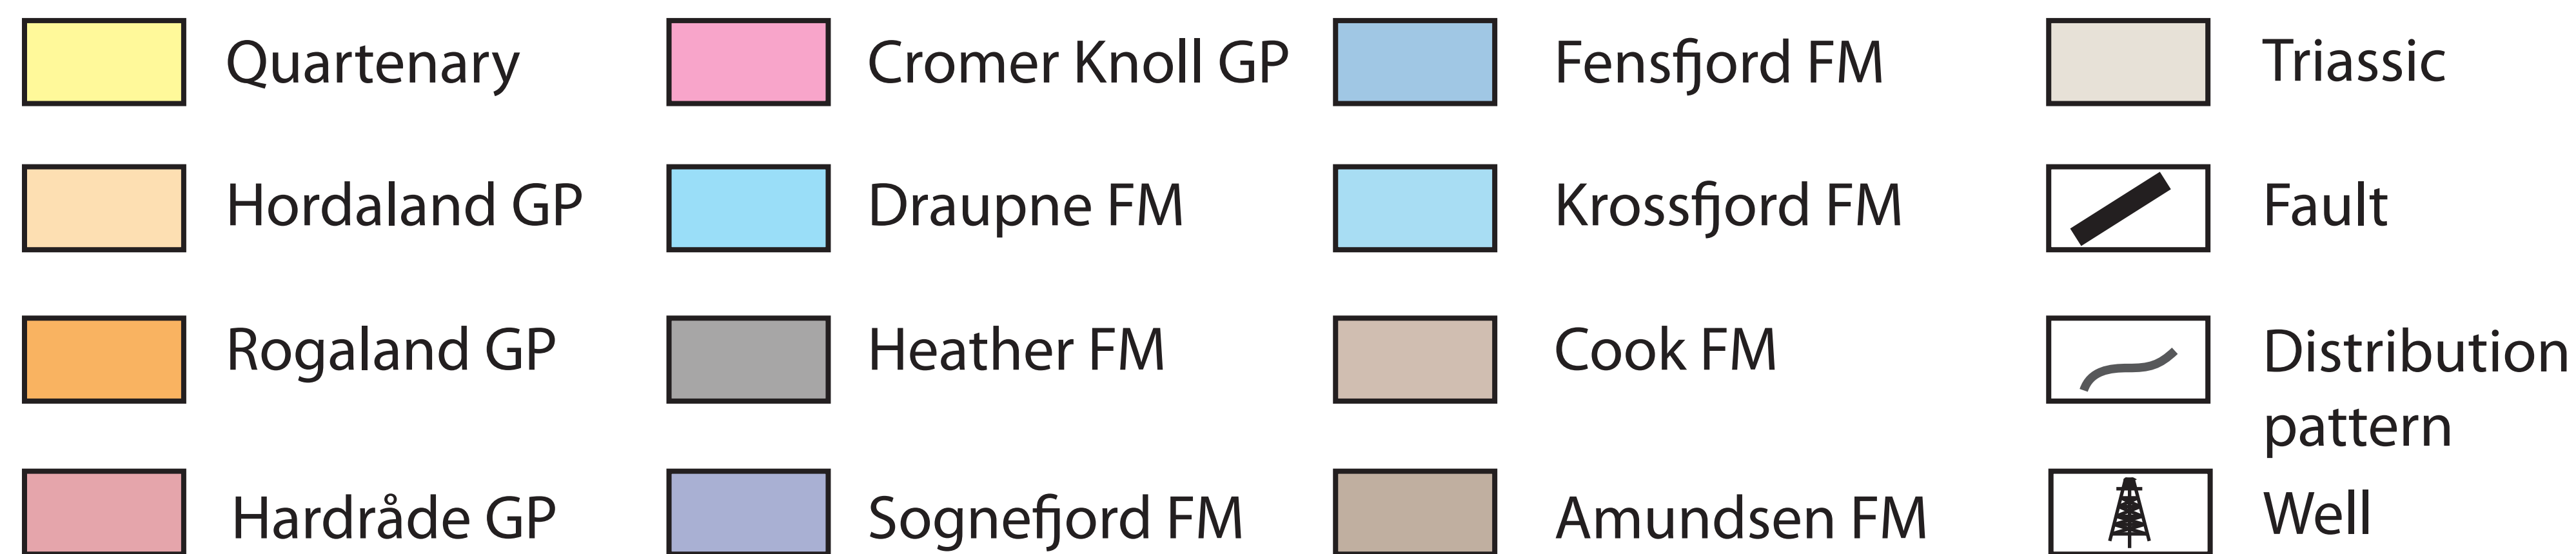 Quartenary
Hordaland GP
Rogaland GP
Hardråde GP
Cromer Knoll GP
Draupne FM
Heather FM
Sognefjord FM
Fensfjord FM
Krossfjord FM
Cook FM
Amundsen FM
Triassic
Fault
Distribution
pattern
Well